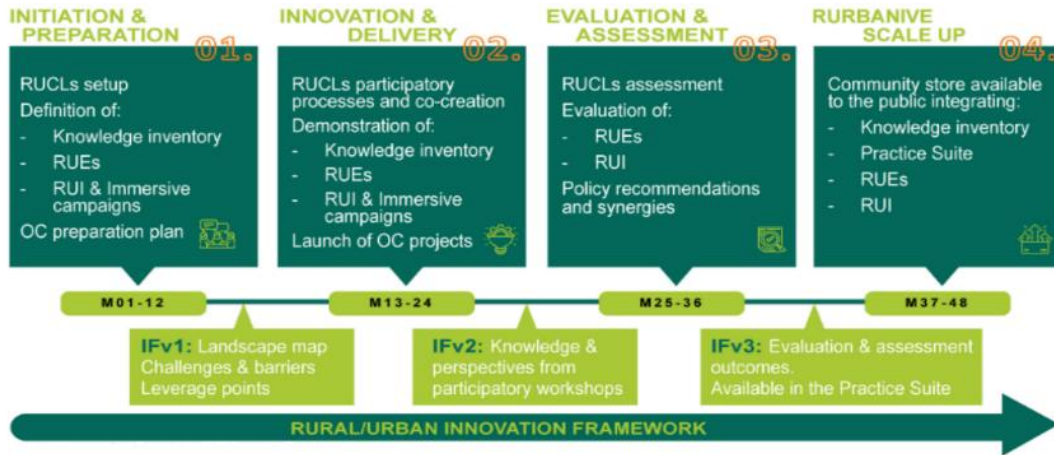 INITIATION &
PREPARATION
01.
RUCLs setup
Definition of:
- Knowledge inventory
- RUEs
- RUI & Immersive
campaigns
OC preparation plan
INNOVATION &
DELIVERY
02.
RUCLs participatory
processes and co-creation
Demonstration of:
- Knowledge inventory
- RUEs
- RUI & Immersive
campaigns
Launch of OC projects
EVALUATION &
ASSESSMENT
03.
RUCLs assessment
Evaluation of:
- RUEs
- RUI
Policy recommendations
and synergies
RURBANIVE
SCALE UP
04.
Community store available
to the public integrating:
- Knowledge inventory
- Practice Suite
- RUEs
- RUI
M01-12
M13-24
M25-36
M37-48
IFv1: Landscape map
Challenges & barriers
Leverage points
IFv2: Knowledge &
perspectives from
participatory workshops
IFv3: Evaluation & assessment
outcomes.
Available in the Practice Suite
RURAL/URBAN INNOVATION FRAMEWORK